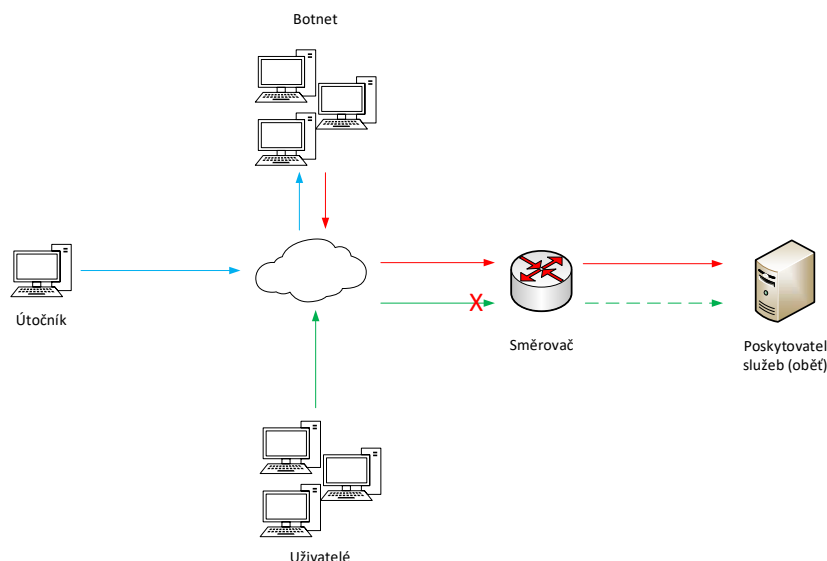 Botnet
Útočník
X
Směrovač
Poskytovatel
služeb (oběť)
Uživatelé